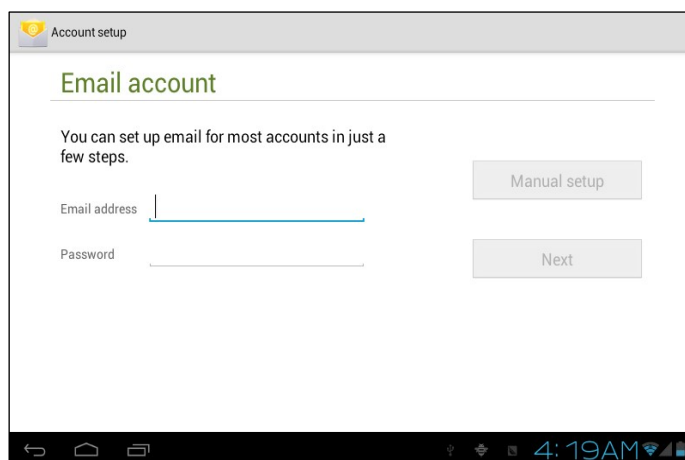 Account setup
Email account
You can set up email for most accounts in just a
few steps.
Manual setup
Email address
Password
Next
4:19AM